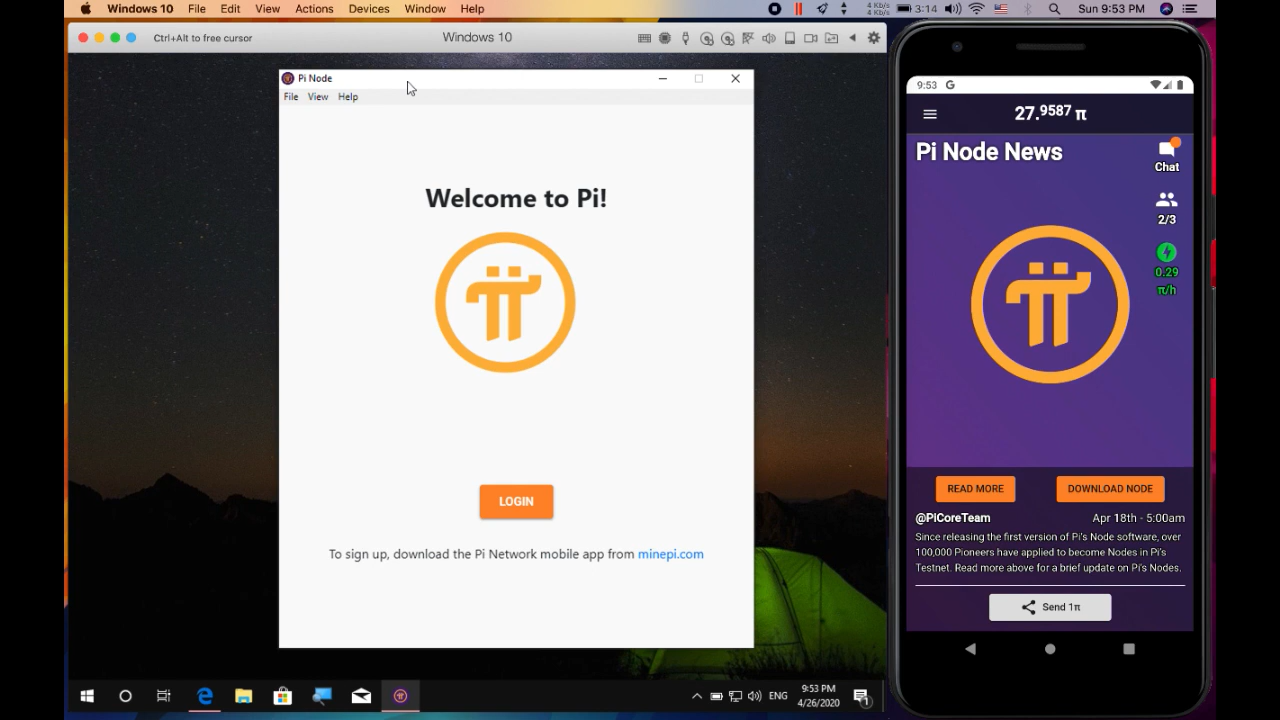 Windows 10 File Edit View Actions Devices Window Help
4 Kb/s
4 Kb/s
3:14
Sun 9:53 PM
Ctrl+Alt to free cursor
Windows 10
Pi Node
File View Help
Welcome to Pi!
LOGIN
To sign up, download the Pi Network mobile app from minepi.com
ENG
9:53 PM
4/26/2020
1
9:53 G
27.9587 π
Pi Node News
Chat
2/3
0.29
π/h
READ MORE
DOWNLOAD NODE
@PiCoreTeam Apr 18th - 5:00am
Since releasing the first version of Pi's Node software, over
100,000 Pioneers have applied to become Nodes in Pi's
Testnet. Read more above for a brief update on Pi's Nodes.
Send 1π